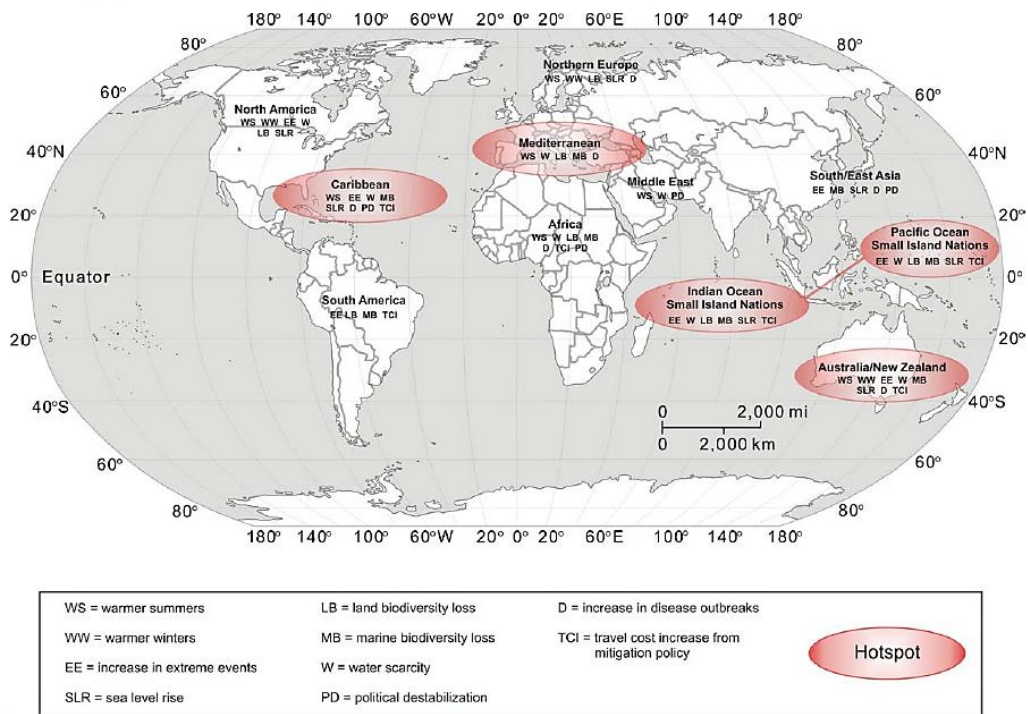 180° 140° 100° 60°W 20° 0° 20° 60°E 100° 140° 180°
80° 80°
Northern Europe
WS WW LB SLR D
60° 60°
North America
WS WW EE W
LB SLR
Mediterranean
WS W LB MB D
40°N 40°N
South/East Asia
EE MB SLR D PD
Middle East
WS W PD
Caribbean
WS EE W MB
SLR D PD TCI
20° 20°
Africa
WS W LB MB
D TCI PD
Pacific Ocean
Small Island Nations
EE W LB MB SLR TCI
0° Equator 0°
Indian Ocean
Small Island Nations
EE W LB MB SLR TCI
South America
EE LB MB TCI
20° 20°
Australia/New Zealand
WS WW EE W MB
SLR D TCI
40°S 40°S
0 2,000 mi
0 2,000 km
60° 60°
80° 80°
180° 140° 100° 60°W 20° 0° 20° 60°E 100° 140° 180°
WS = warmer summers
WW = warmer winters
EE = increase in extreme events
SLR = sea level rise
LB = land biodiversity loss
MB = marine biodiversity loss
W = water scarcity
PD = political destabilization
D = increase in disease outbreaks
TCI = travel cost increase from
mitigation policy
Hotspot